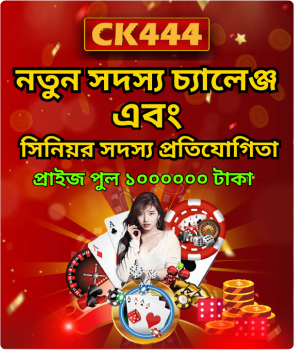 CK444
নতুন সদস্য চ্যালেঞ্জ
এবং
সিনিয়র সদস্য প্রতিযোগিতা
প্রাইজ পুল ১০০০০০০ টাকা